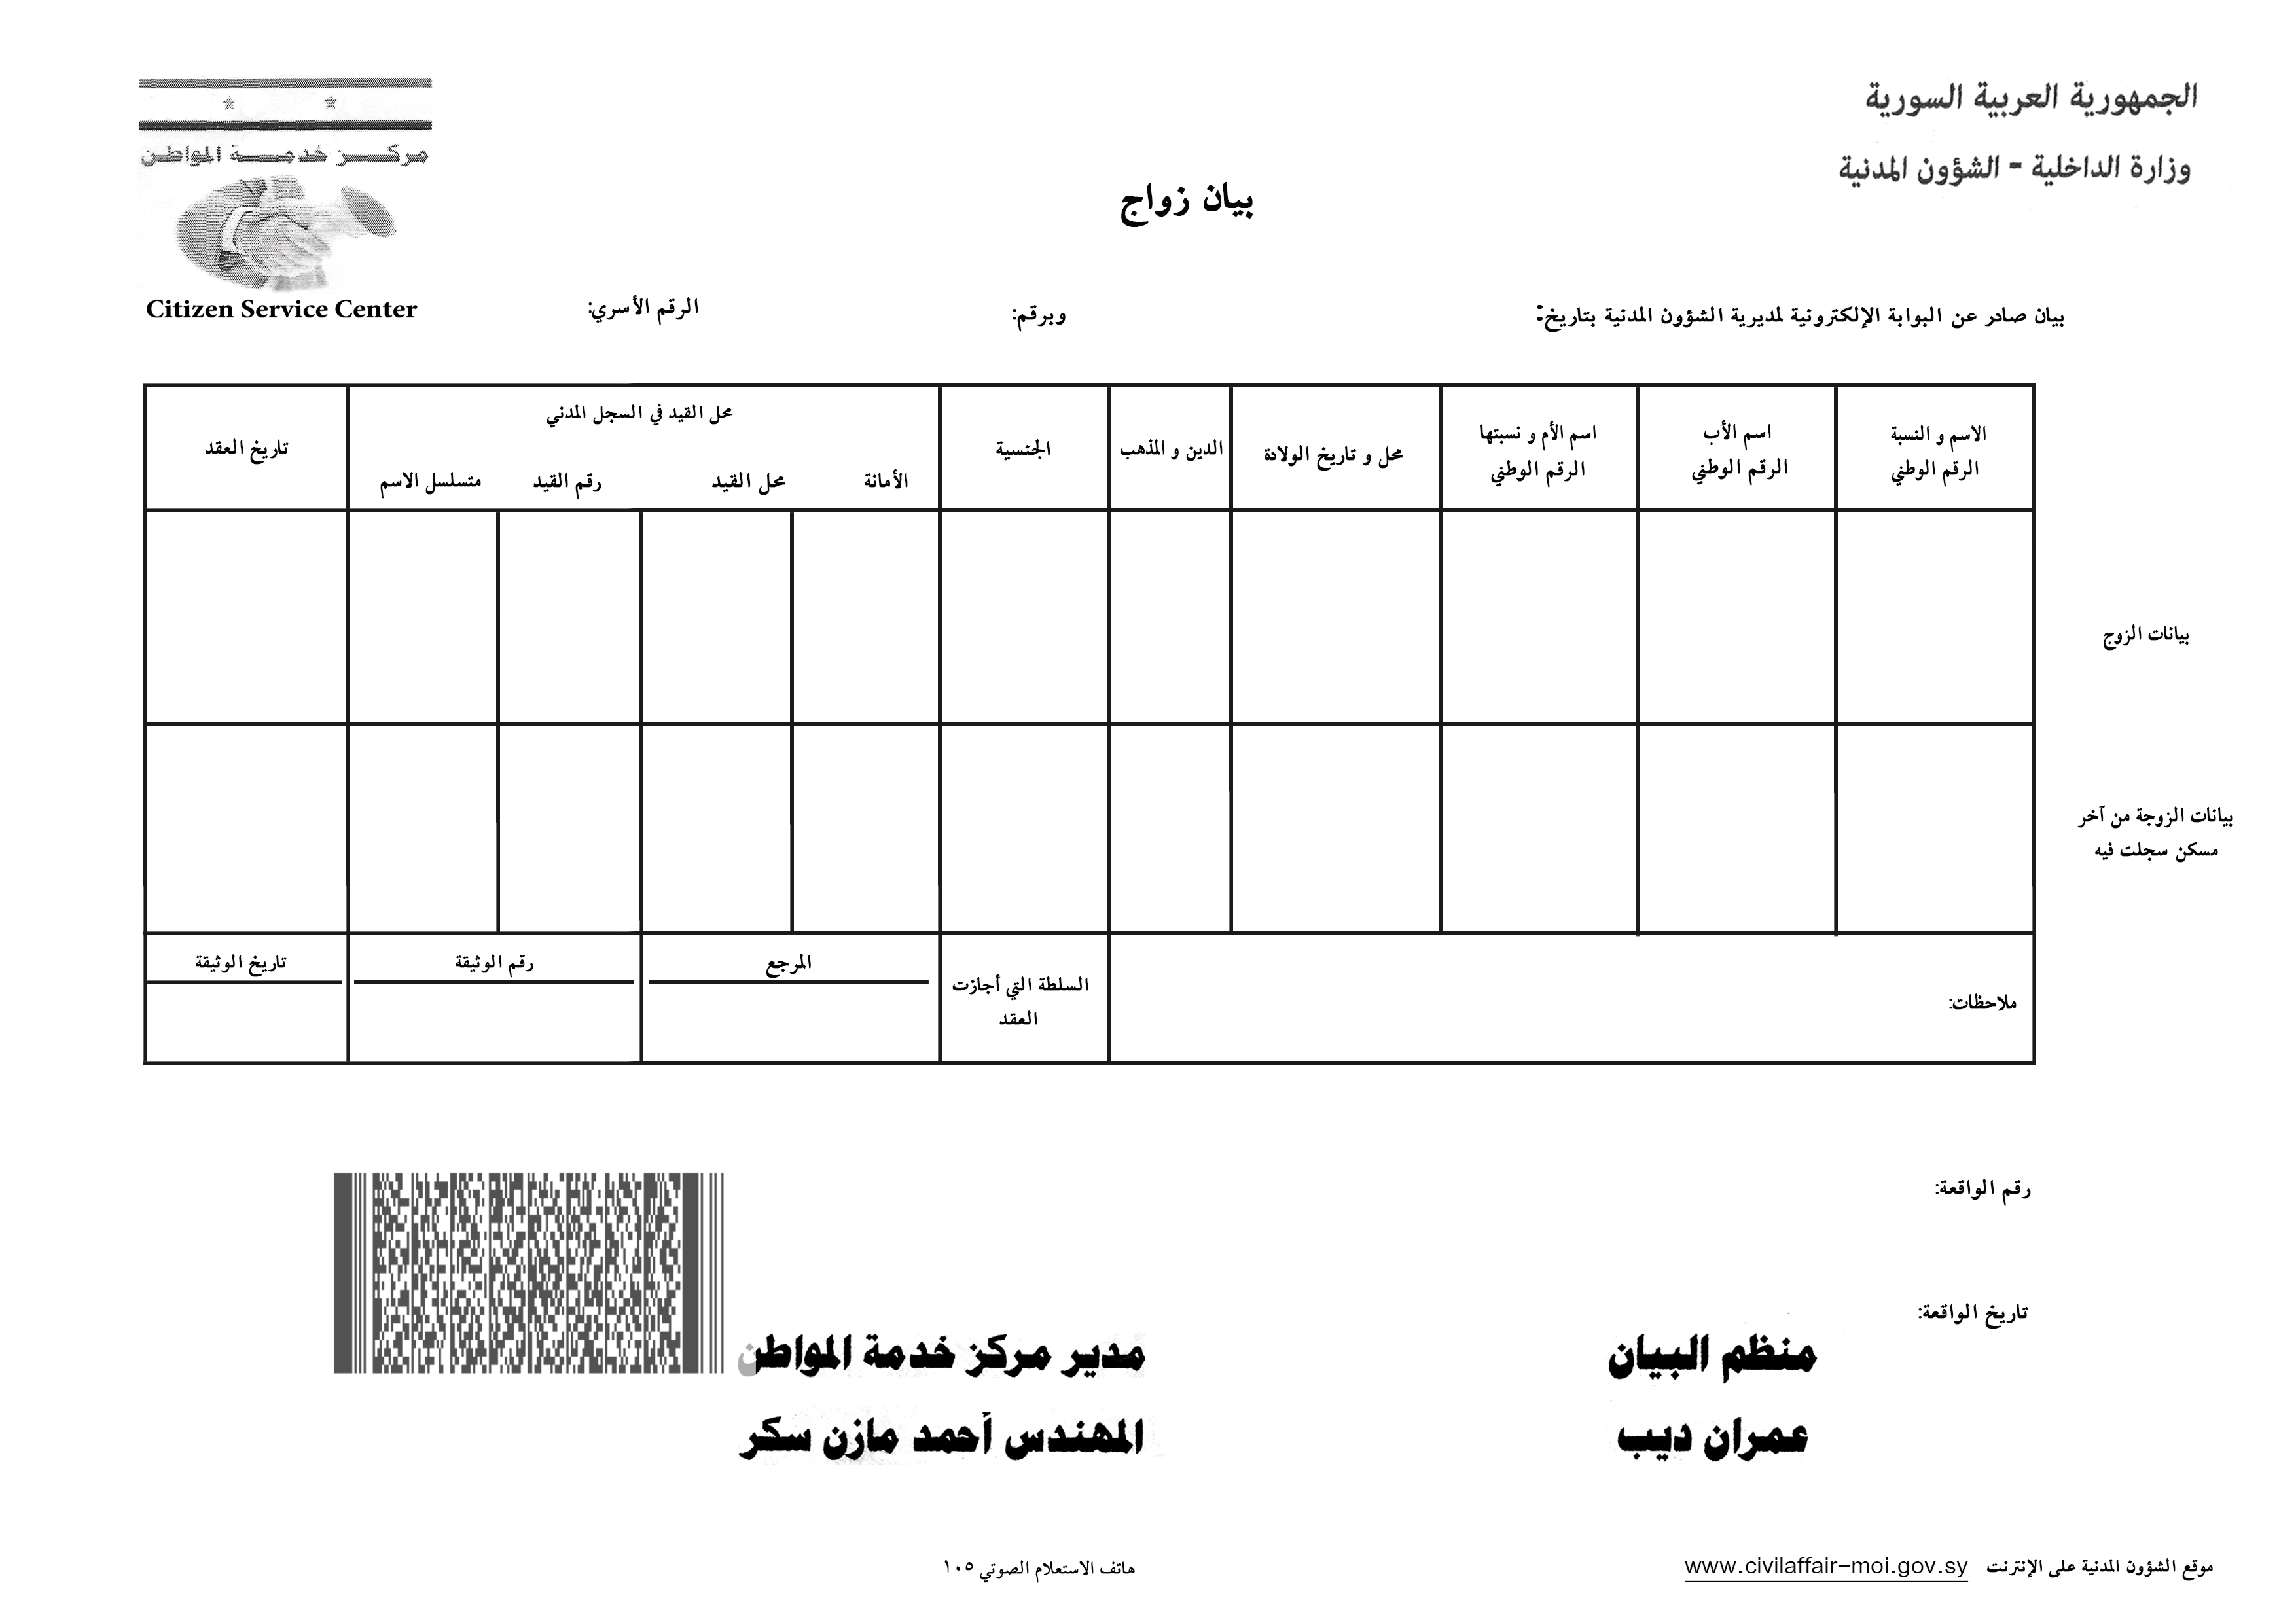 الجمهورية العربية السورية
وزارة الداخلية - الشؤون المدنية
مركز خدمة المواطن
Citizen Service Center
بيان زواج
بيان صادر عن البوابة الإلكترونية لمديرية الشؤون المدنية بتاريخ:
وبرقم:
الرقم الأسري:
الاسم و النسبة
الرقم الوطني
اسم الأب
الرقم الوطني
اسم الأم و نسبتها
الرقم الوطني
محل و تاريخ الولادة
الدين و المذهب
الجنسية
محل القيد في السجل المدني
الأمانة
محل القيد
رقم القيد
متسلسل الاسم
تاريخ العقد
بيانات الزوج
بيانات الزوجة من آخر
مسكن سجلت فيه
ملاحظات:
السلطة التي أجازت
العقد
المرجع
رقم الوثيقة
تاريخ الوثيقة
رقم الواقعة:
تاريخ الواقعة:
منظم البيان
عمران ديب
مدير مركز خدمة المواطن
المهندس أحمد مازن سكر
موقع الشؤون المدنية على الإنترنت www.civilaffair-moi.gov.sy
هاتف الاستعلام الصوتي ١٠٥